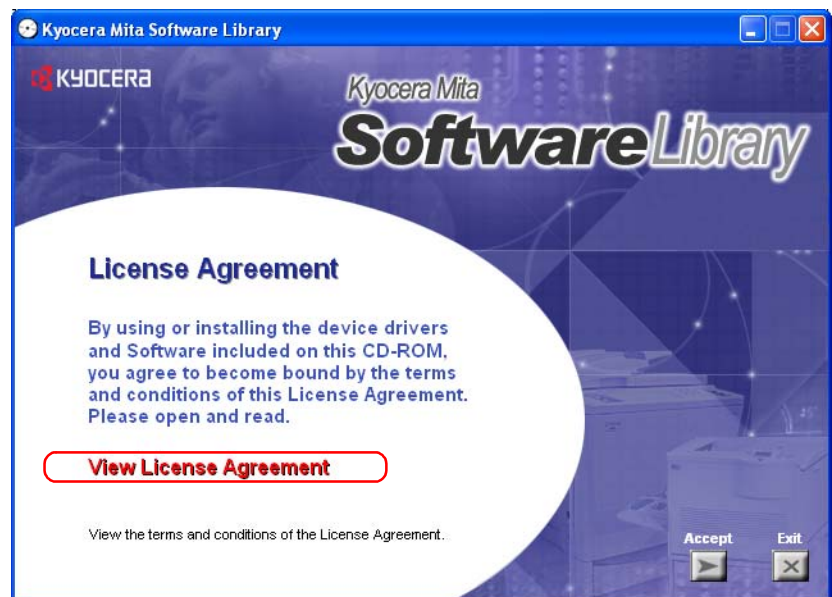 Kyocera Mita Software Library
KYOCERA
Kyocera Mita
SoftwareLibrary
License Agreement
By using or installing the device drivers
and Software included on this CD-ROM,
you agree to become bound by the terms
and conditions of this License Agreement.
Please open and read.
View License Agreement
View the terms and conditions of the License Agreement.
Accept Exit